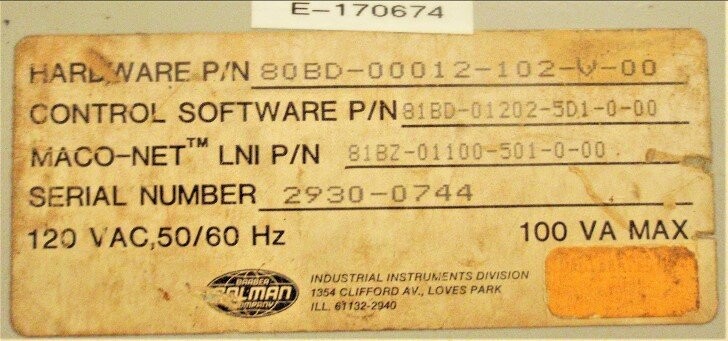 E-170674
HARDWARE P/N 80BD-00012-102-V-00
CONTROL SOFTWARE P/N 81BD-01202-501-0-00
MACO-NET™ LNI P/N 81BZ-01100-501-0-00
SERIAL NUMBER 2930-0744
120 VAC,50/60 Hz 100 VA MAX
BARBER
COLMAN
COMPANY
INDUSTRIAL INSTRUMENTS DIVISION
1354 CLIFFORD AV., LOVES PARK
ILL. 61132-2940